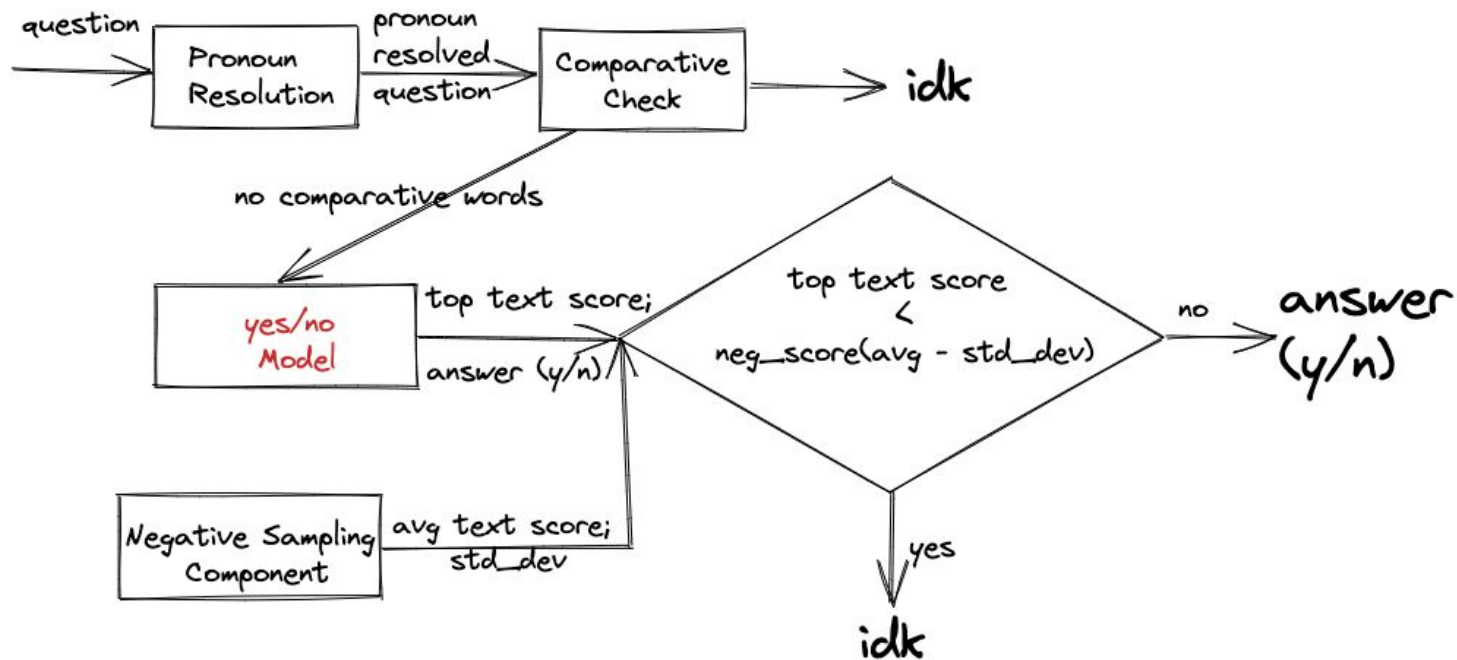 question
Pronoun
Resolution
pronoun
resolved
question
Comparative
Check
idk
no comparative words
yes/no
Model
top text score;
answer (y/n)
top text score
<
neg_score(avg - std_dev)
no
answer
(y/n)
Negative Sampling
Component
avg text score;
std_dev
yes
idk